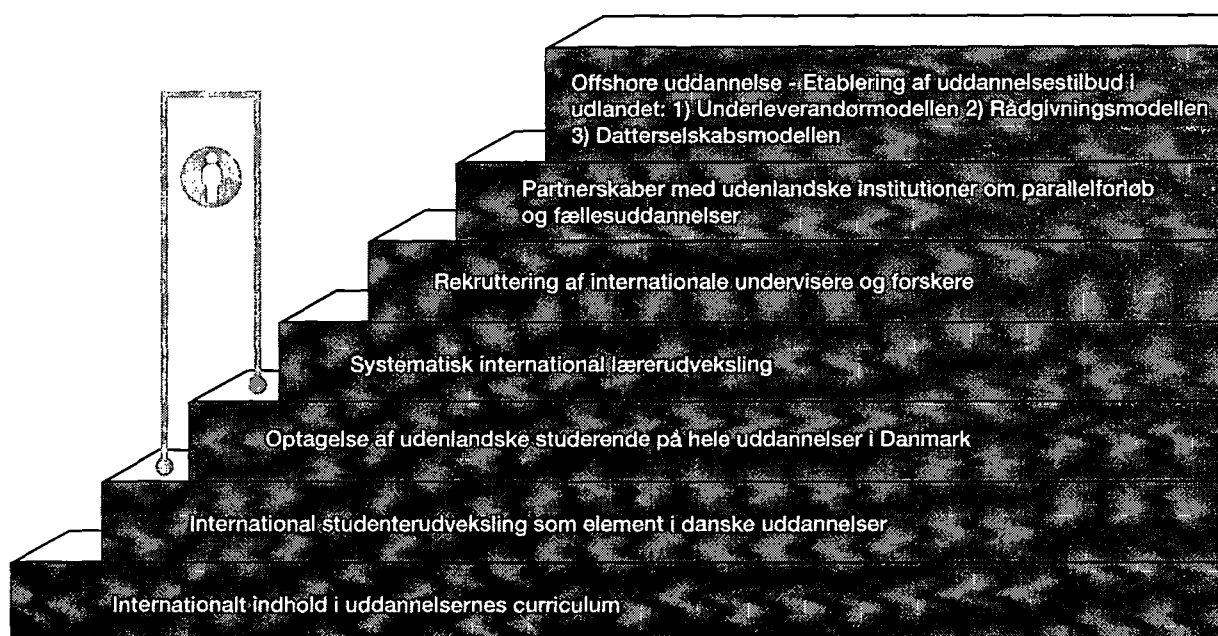 Offshore uddannelse - Etablering af uddannelsestilbud i
udlandet: 1) Underleverandørmodellen 2) Rådgivningsmodellen
3) Datterselskabsmodellen
Partnerskaber med udenlandske institutioner om parallelforløb
og fællesuddannelser
Rekruttering af internationale undervisere og forskere
Systematisk international lærerudveksling
Optagelse af udenlandske studerende på hele uddannelser i Danmark
International studenterudveksling som element i danske uddannelser
Internationalt indhold i uddannelsernes curriculum